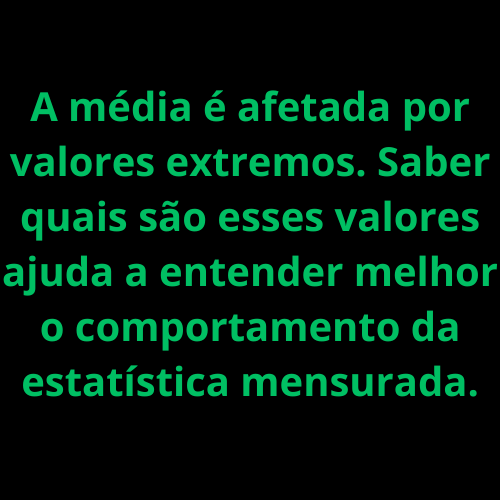 A média é afetada por
valores extremos. Saber
quais são esses valores
ajuda a entender melhor
o comportamento da
estatística mensurada.